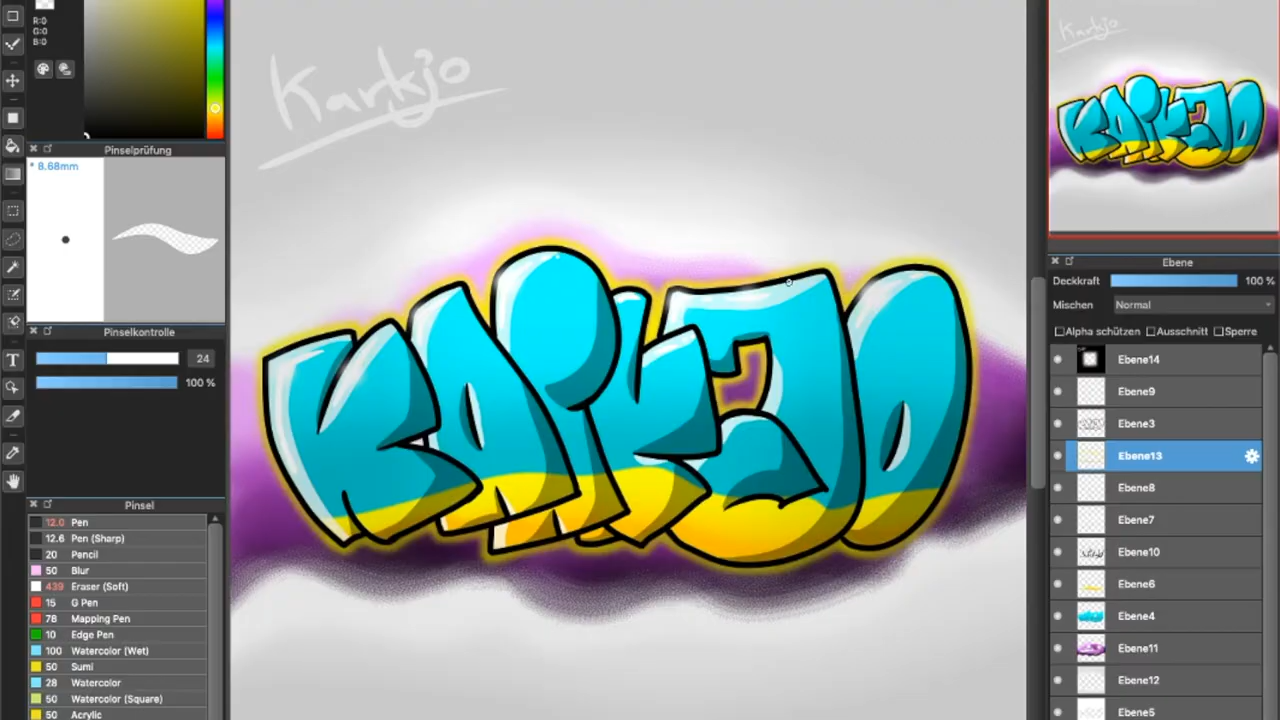 R:0
G:0
B:0
Pinselprüfung
* 8.68mm
Pinselkontrolle
24
100 %
Pinsel
12.0 Pen
12.6 Pen (Sharp)
20 Pencil
50 Blur
439 Eraser (Soft)
15 G Pen
78 Mapping Pen
10 Edge Pen
100 Watercolor (Wet)
50 Sumi
28 Watercolor
50 Watercolor (Square)
50 Acrylic
T
Karkjo
KarkJO
Karkjo
KarkJO
Ebene
Deckkraft 100 %
Mischen Normal
Alpha schützen Ausschnitt Sperre
Ebene14
Ebene9
Ebene3
Ebene13
Ebene8
Ebene7
Ebene10
Ebene6
Ebene4
Ebene11
Ebene12
Ebene5